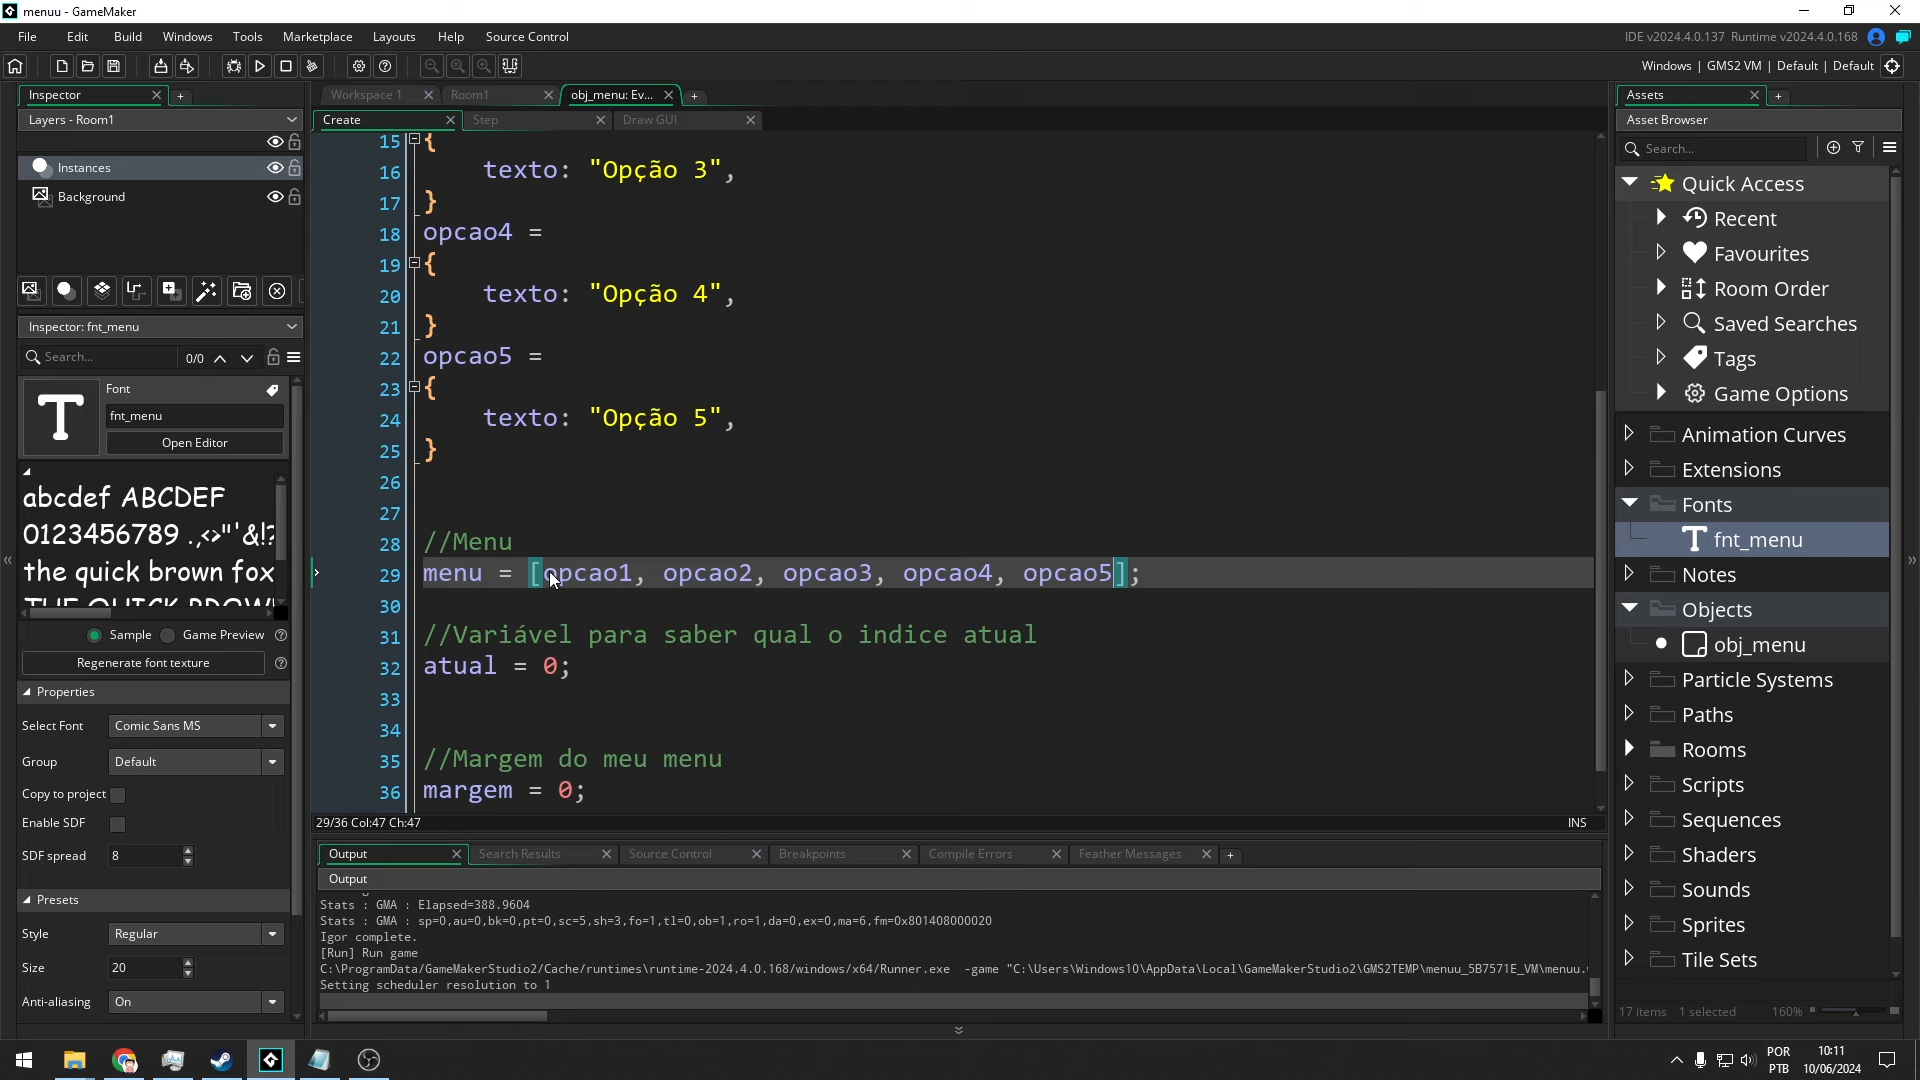 menuu - GameMaker
File Edit Build Windows Tools Marketplace Layouts Help Source Control
IDE v2024.4.0.137 Runtime v2024.4.0.168
Windows | GMS2 VM | Default | Default
Inspector
Layers - Room1
Instances
Background
Inspector: fnt_menu
Search...
0/0
Font
fnt_menu
Open Editor
abcdef ABCDEF
0123456789 .,<>"'&!?
the quick brown fox
THE QUICK BROWN
Sample
Game Preview
Regenerate font texture
Properties
Select Font
Comic Sans MS
Group
Default
Copy to project
Enable SDF
SDF spread
8
Presets
Style
Regular
Size
20
Anti-aliasing
On
Workspace 1
Room1
obj_menu: Ev...
Create
Step
Draw GUI
15 {
16 texto: "Opção 3",
17 }
18 opcao4 =
19 {
20 texto: "Opção 4",
21 }
22 opcao5 =
23 {
24 texto: "Opção 5",
25 }
26
27
28 //Menu
29 menu = [opcao1, opcao2, opcao3, opcao4, opcao5];
30
31 //Variável para saber qual o indice atual
32 atual = 0;
33
34
35 //Margem do meu menu
36 margem = 0;
29/36 Col:47 Ch:47
INS
Output
Search Results
Source Control
Breakpoints
Compile Errors
Feather Messages
Output
Stats : GMA : Elapsed=388.9604
Stats : GMA : sp=0,au=0,bk=0,pt=0,sc=5,sh=3,fo=1,tl=0,ob=1,ro=1,da=0,ex=0,ma=6,fm=0x801408000020
Igor complete.
[Run] Run game
C:\ProgramData/GameMakerStudio2/Cache/runtimes\runtime-2024.4.0.168/windows/x64/Runner.exe -game "C:\Users\Windows10\AppData\Local\GameMakerStudio2\GMS2TEMP\menuu_5B7571E_VM\menuu.
Setting scheduler resolution to 1
Assets
Asset Browser
Search...
Quick Access
Recent
Favourites
Room Order
Saved Searches
Tags
Game Options
Animation Curves
Extensions
Fonts
fnt_menu
Notes
Objects
obj_menu
Particle Systems
Paths
Rooms
Scripts
Sequences
Shaders
Sounds
Sprites
Tile Sets
17 items
1 selected
160%
POR
PTB
10:11
10/06/2024